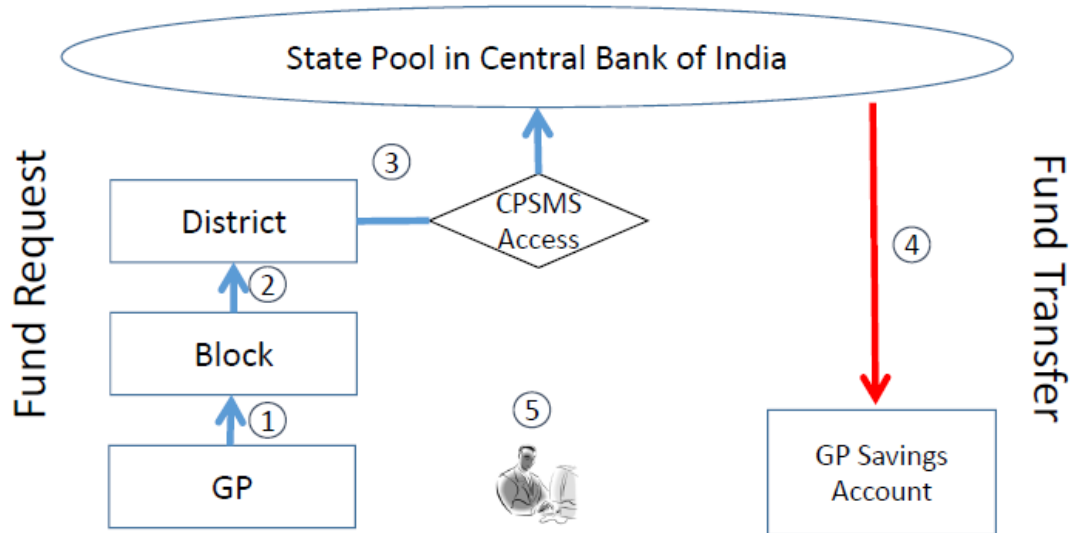 State Pool in Central Bank of India
Fund Request
③
District
CPSMS
Access
②
④
Block
①
⑤
GP
GP Savings
Account
Fund Transfer